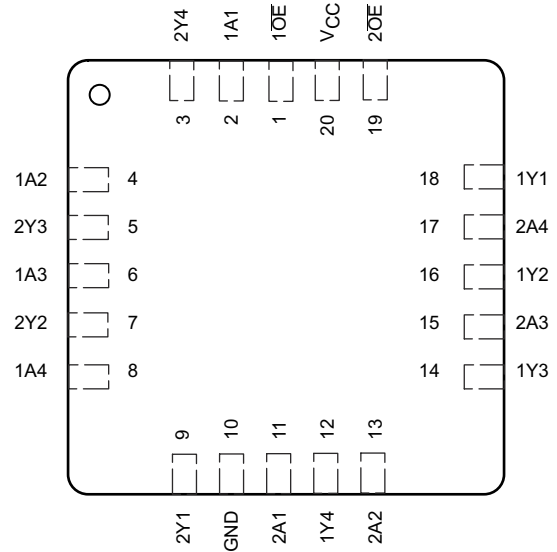 2Y4 1A1 1O̅E̅ VCC 2O̅E̅
3 2 1 20 19
1A2 4 18 1Y1
2Y3 5 17 2A4
1A3 6 16 1Y2
2Y2 7 15 2A3
1A4 8 14 1Y3
9 10 11 12 13
2Y1 GND 2A1 1Y4 2A2